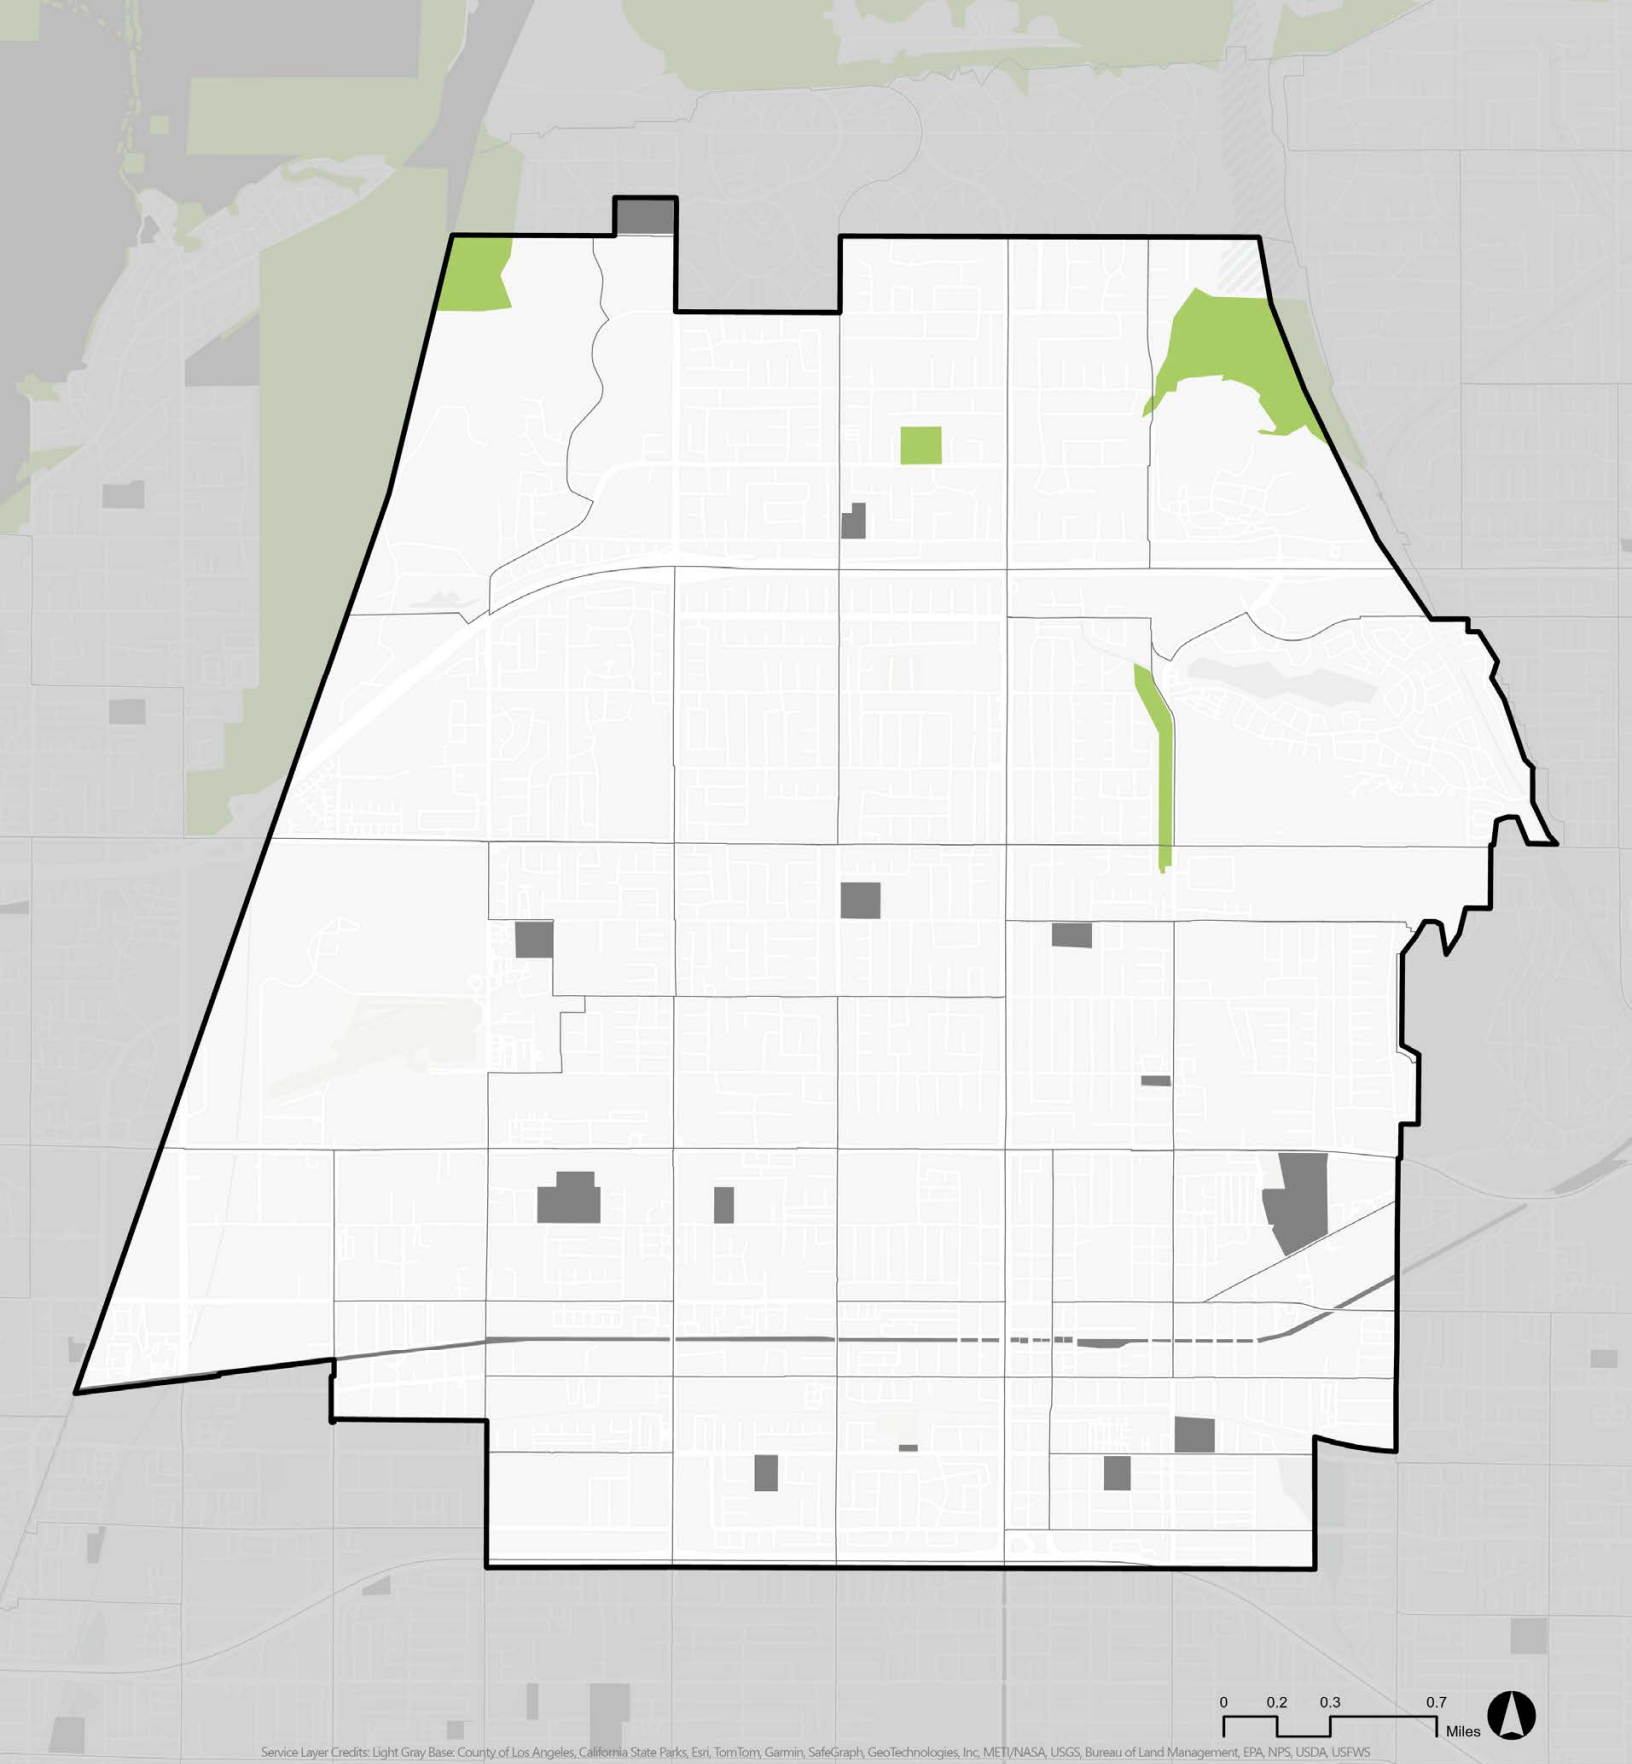 0 0.2 0.3 0.7
Miles
Service Layer Credits: Light Gray Base: County of Los Angeles, California State Parks, Esri, TomTom, Garmin, SafeGraph, GeoTechnologies, Inc, METI/NASA, USGS, Bureau of Land Management, EPA, NPS, USDA, USFWS